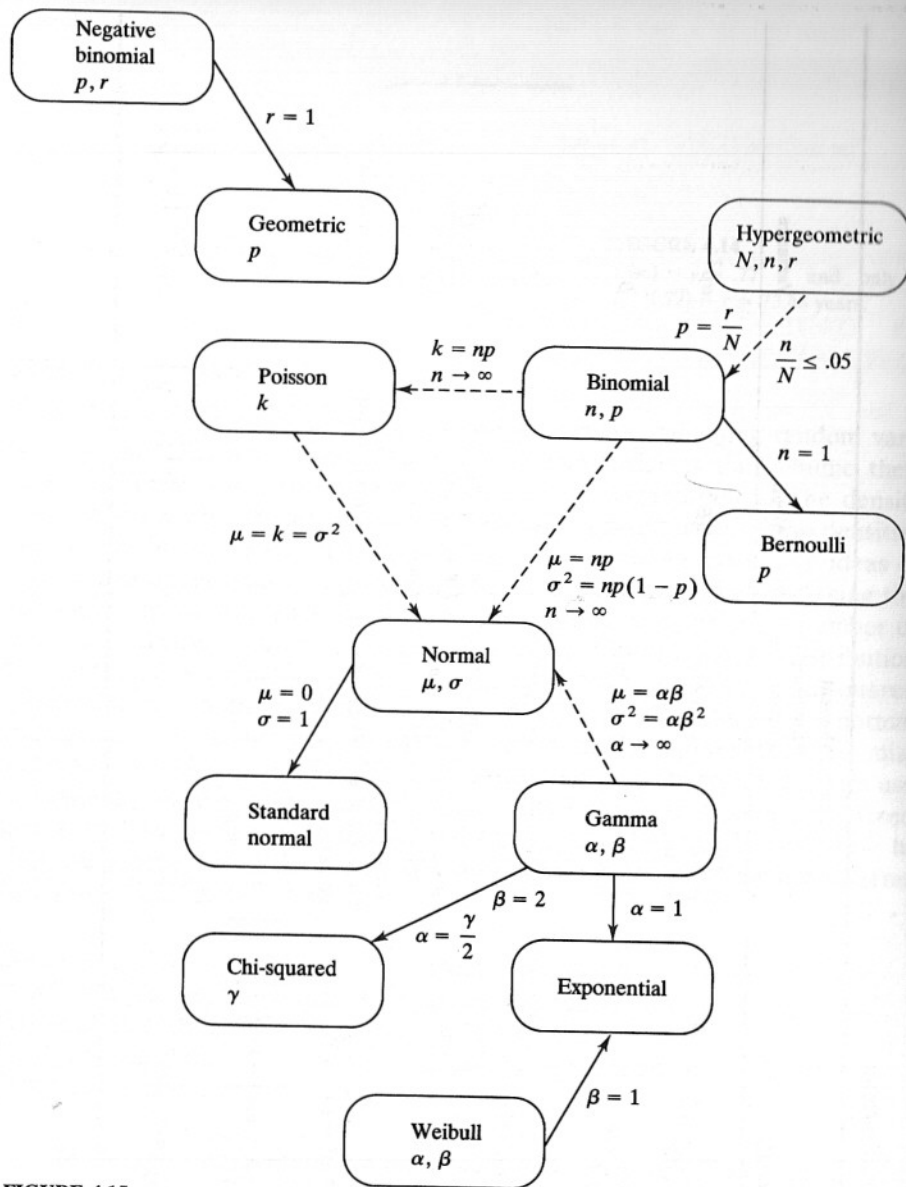 Negative
binomial
p, r
r = 1
Geometric
p
Hypergeometric
N, n, r
p = r/N
n/N ≤ .05
k = np
n → ∞
Poisson
k
Binomial
n, p
n = 1
Bernoulli
p
μ = k = σ²
μ = np
σ² = np(1 − p)
n → ∞
Normal
μ, σ
μ = 0
σ = 1
μ = αβ
σ² = αβ²
α → ∞
Standard
normal
Gamma
α, β
β = 2
α = γ/2
α = 1
Chi-squared
γ
Exponential
β = 1
Weibull
α, β